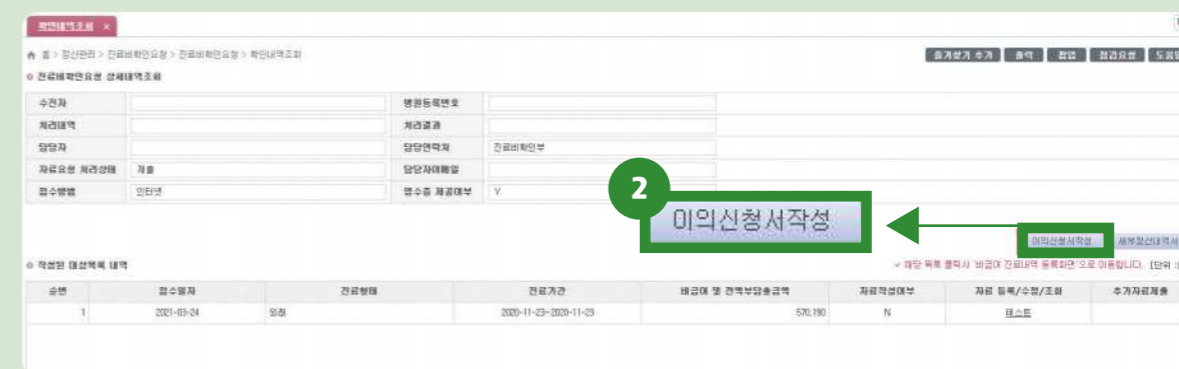 확인내역조회 ×
홈 > 정산관리 > 진료비확인요청 > 진료비확인요청 > 확인내역조회
즐겨찾기 추가 출력 팝업 점검요청
진료비확인요청 상세내역조회
수진자 병원등록번호
처리내역 처리결과
담당자 담당연락처 진료비확인부
자료요청 처리상태 제출 담당자이메일
접수방법 인터넷 영수증 제공여부 Y
2
이의신청서작성
이의신청서작성 세부정산내역서
작성된 대상목록 내역
✓ 해당 목록 클릭시 '비급여 진료내역 등록화면'으로 이동합니다. [단위 :
순번 접수일자 진료형태 진료기간 비급여 및 전액부담총금액 자료작성여부 자료 등록/수정/조회 추가자료제출
1 2021-03-24 외래 2020-11-23~2020-11-23 570,190 N 테스트